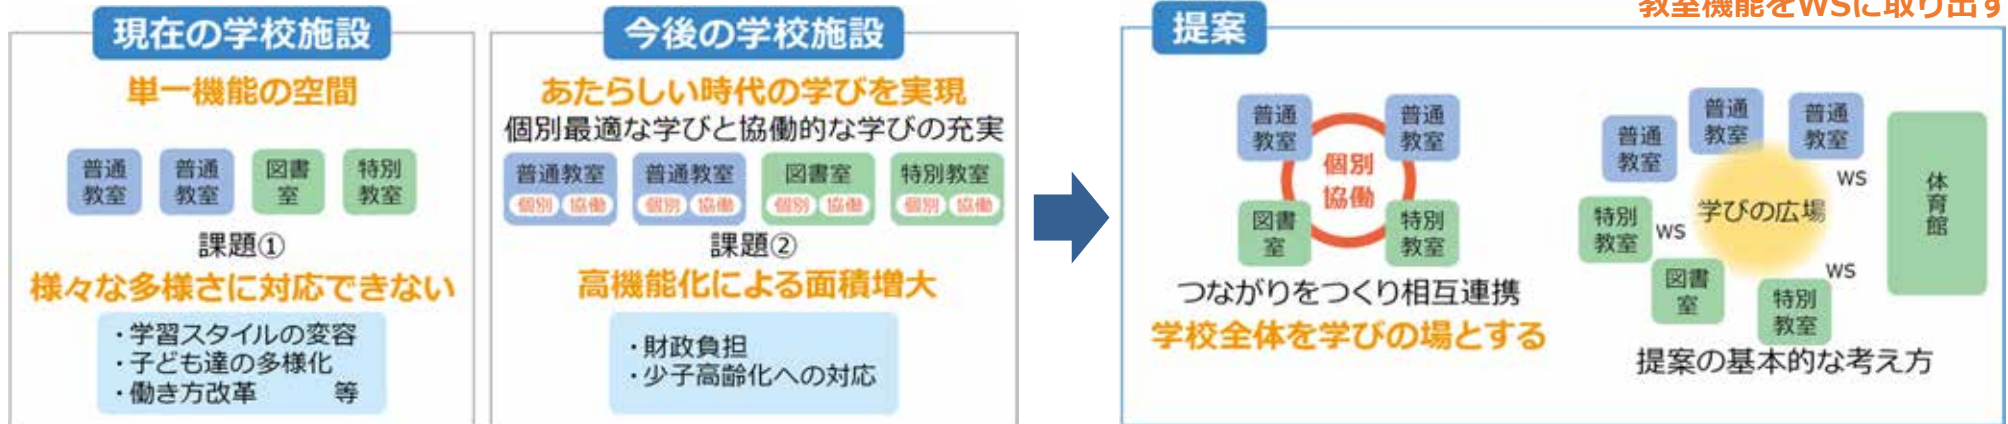 現在の学校施設
単一機能の空間
普通
教室
普通
教室
図書
室
特別
教室
課題①
様々な多様さに対応できない
・学習スタイルの変容
・子ども達の多様化
・働き方改革 等
今後の学校施設
あたらしい時代の学びを実現
個別最適な学びと協働的な学びの充実
普通教室
個別 協働
普通教室
個別 協働
図書室
個別 協働
特別教室
個別 協働
課題②
高機能化による面積増大
・財政負担
・少子高齢化への対応
教室機能をWSに取り出す
提案
普通
教室
普通
教室
個別
協働
図書
室
特別
教室
つながりをつくり相互連携
学校全体を学びの場とする
普通
教室
普通
教室
普通
教室
WS
体育館
特別
教室
WS
学びの広場
WS
図書
室
特別
教室
提案の基本的な考え方